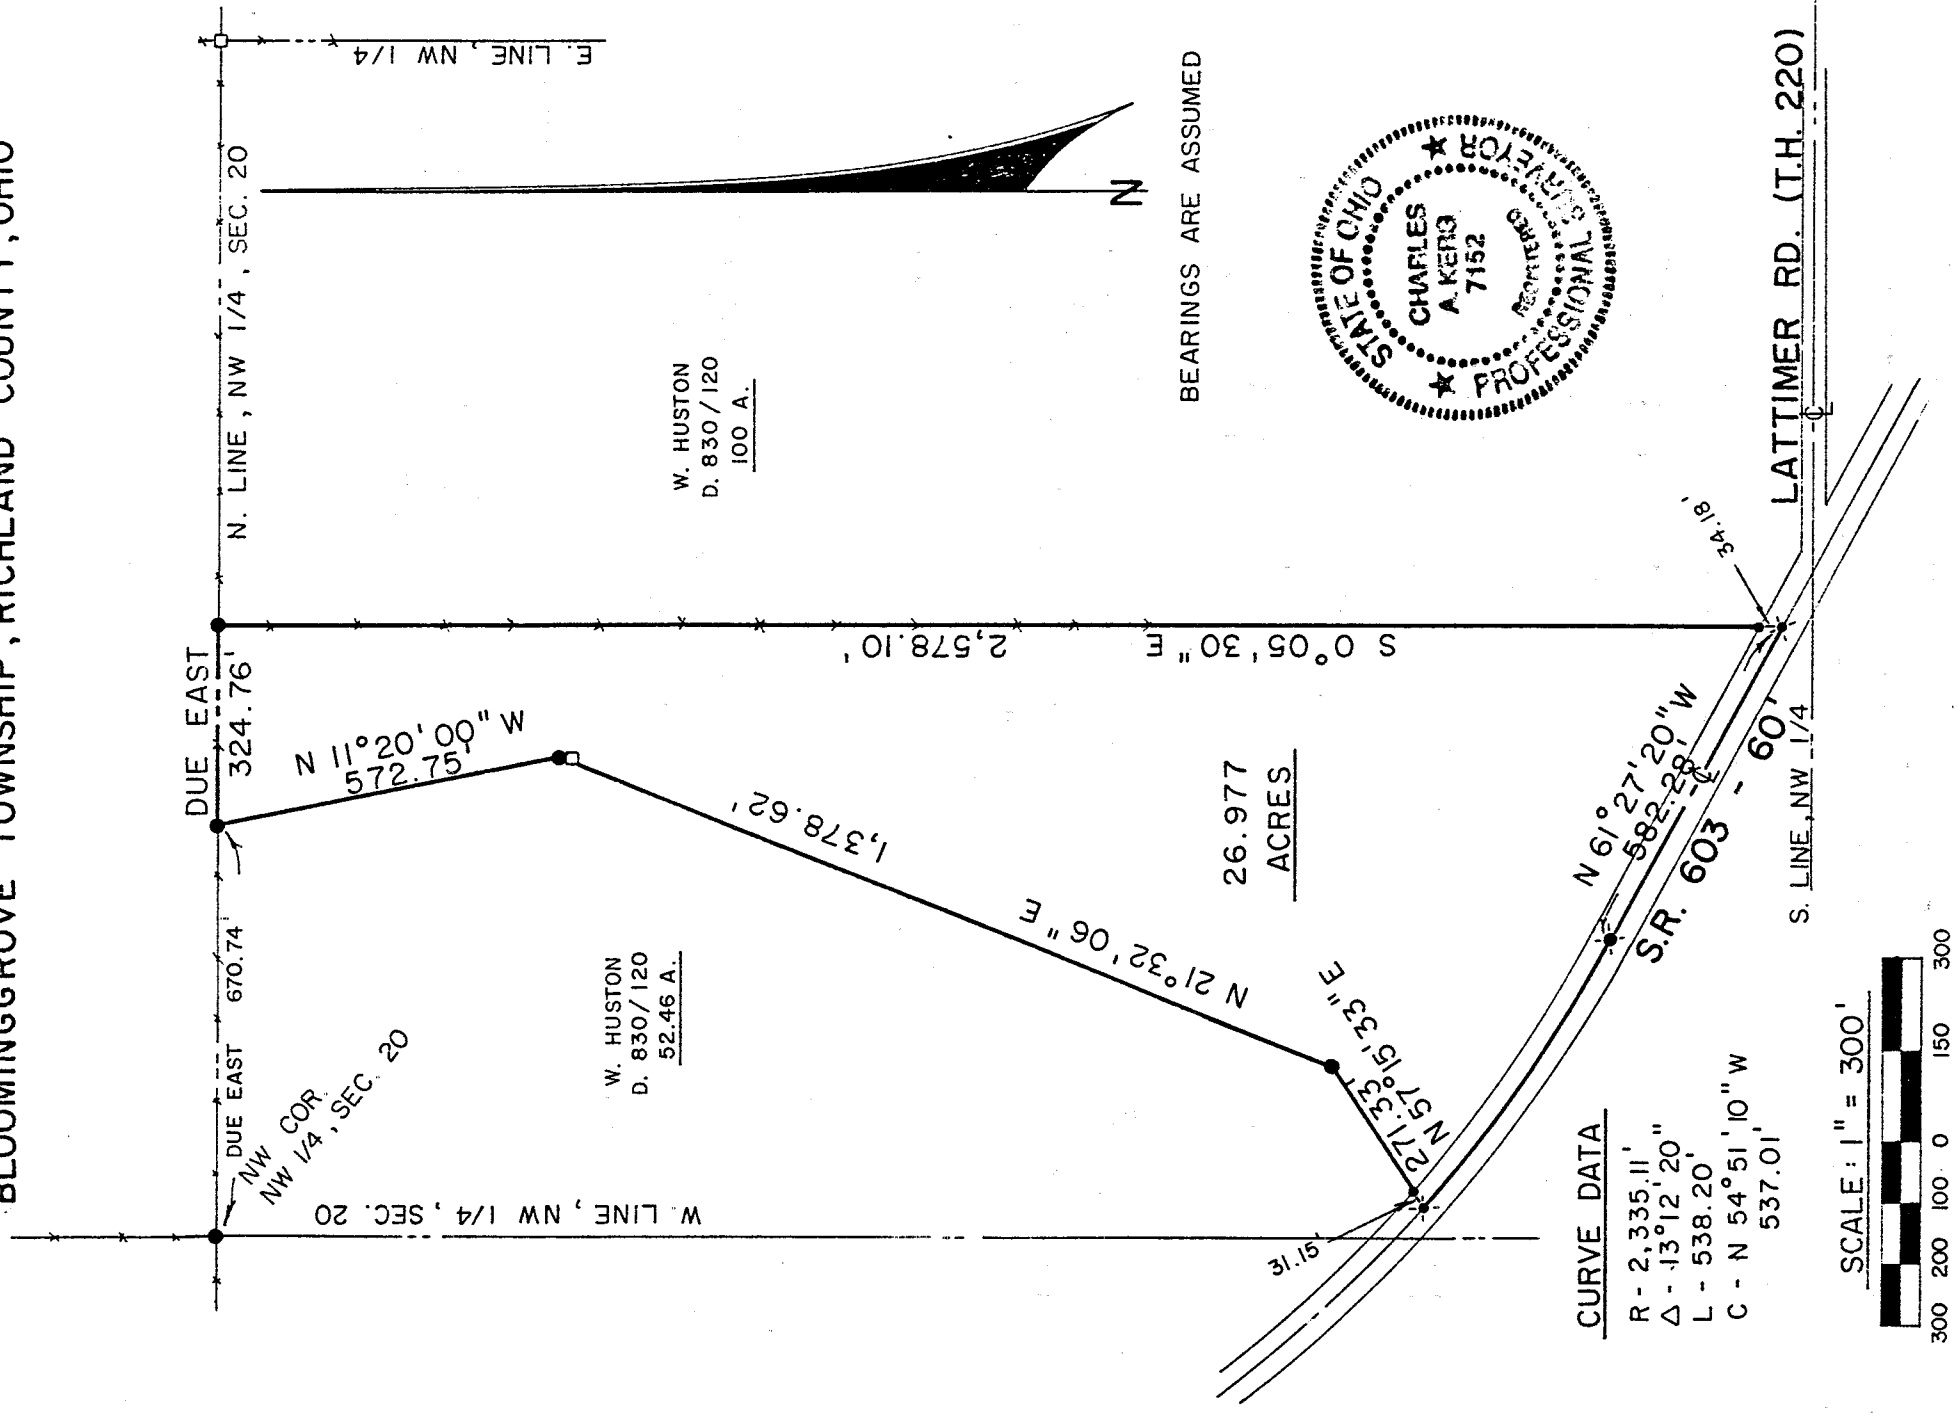 BLOOMINGGROVE TOWNSHIP, RICHLAND COUNTY, OHIO
E. LINE, NW 1/4
N. LINE, NW 1/4, SEC. 20
DUE EAST
324.76'
DUE EAST 670.74'
NW COR.
NW 1/4, SEC. 20
W. LINE, NW 1/4, SEC. 20
N 11°20'00" W
572.75'
1,378.62'
N 21°32'06" E
271.33'
N 57°15'33" E
31.15'
S 0°05'30" E
2,578.10'
W. HUSTON
D. 830/120
100 A.
W. HUSTON
D. 830/120
52.46 A.
26.977
ACRES
N
BEARINGS ARE ASSUMED
STATE OF OHIO
CHARLES
A. KERG
7152
REGISTERED
PROFESSIONAL SURVEYOR
LATTIMER RD. (T.H. 220)
34.18'
N 61°27'20" W
582.28'
S.R. 603 - 60'
S. LINE, NW 1/4
CURVE DATA
R - 2,335.11'
Δ - 13°12'20"
L - 538.20'
C - N 54°51'10" W
537.01'
SCALE: 1" = 300'
300 200 100 0 150 300